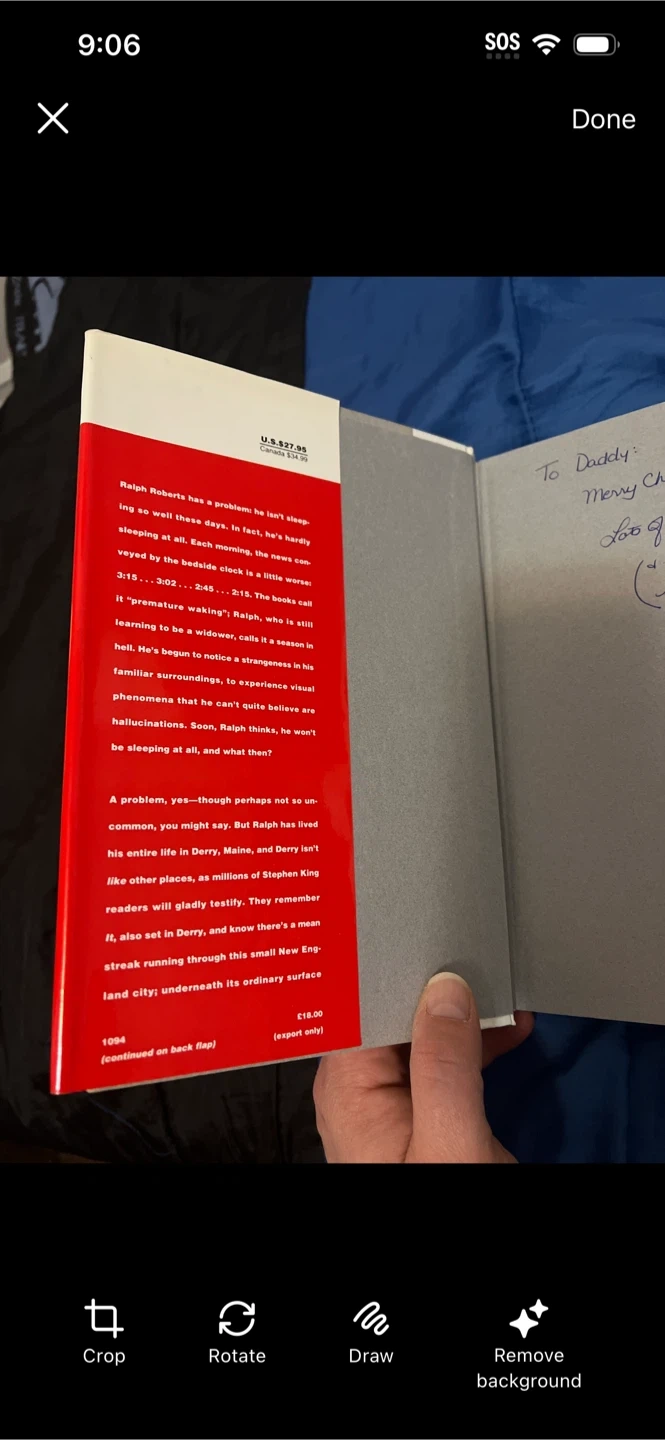 9:06
SOS
Done
U.S.$27.95
Canada $34.99
Ralph Roberts has a problem: he isn't sleep-
ing so well these days. In fact, he's hardly
sleeping at all. Each morning, the news con-
veyed by the bedside clock is a little worse:
3:15 . . . 3:02 . . . 2:45 . . . 2:15. The books call
it "premature waking"; Ralph, who is still
learning to be a widower, calls it a season in
hell. He's begun to notice a strangeness in his
familiar surroundings, to experience visual
phenomena that he can't quite believe are
hallucinations. Soon, Ralph thinks, he won't
be sleeping at all, and what then?
A problem, yes—though perhaps not so un-
common, you might say. But Ralph has lived
his entire life in Derry, Maine, and Derry isn't
like other places, as millions of Stephen King
readers will gladly testify. They remember
It, also set in Derry, and know there's a mean
streak running through this small New Eng-
land city; underneath its ordinary surface
£18.00
1094
(export only)
(continued on back flap)
To Daddy:
Merry Ch
Crop
Rotate
Draw
Remove
background